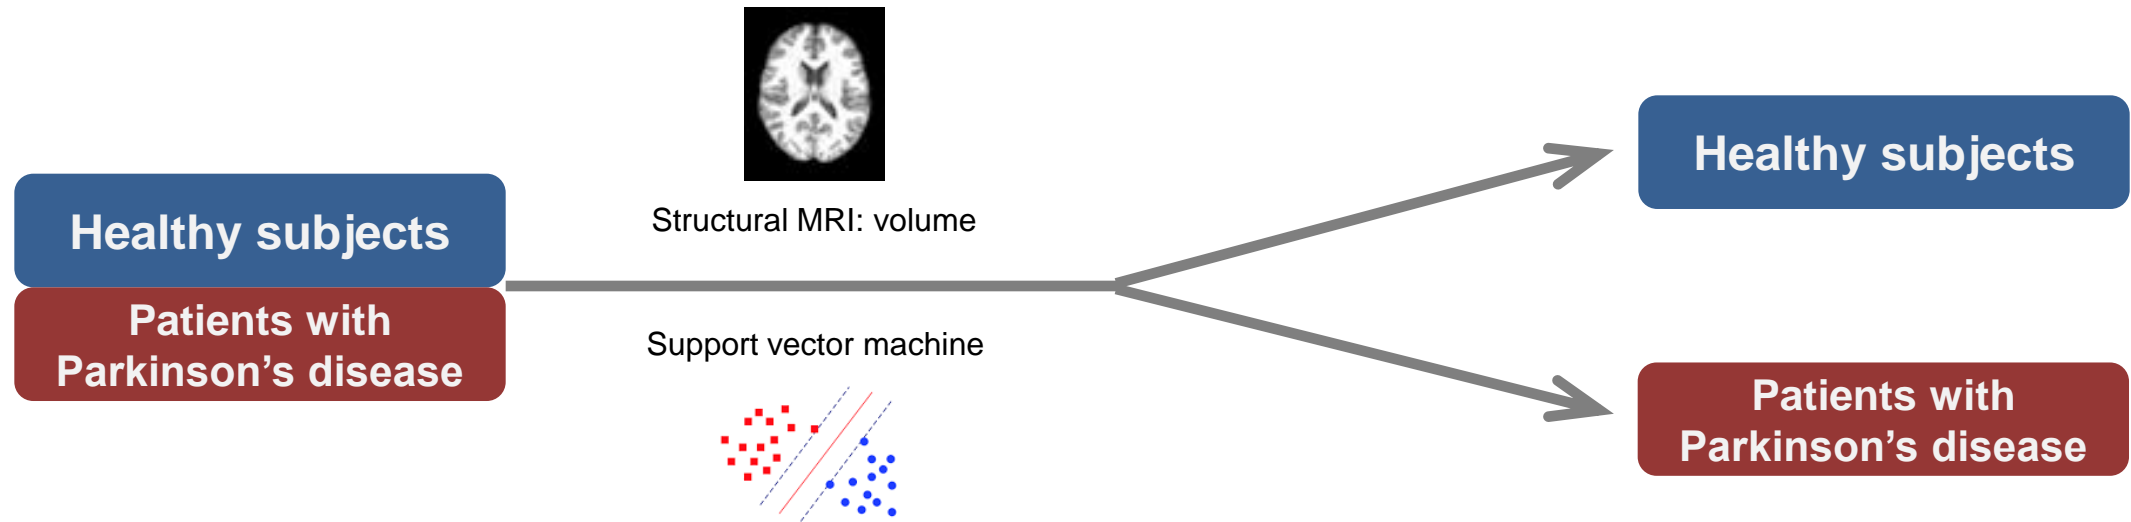 Healthy subjects
Patients with
Parkinson’s disease
Structural MRI: volume
Support vector machine
Healthy subjects
Patients with
Parkinson’s disease